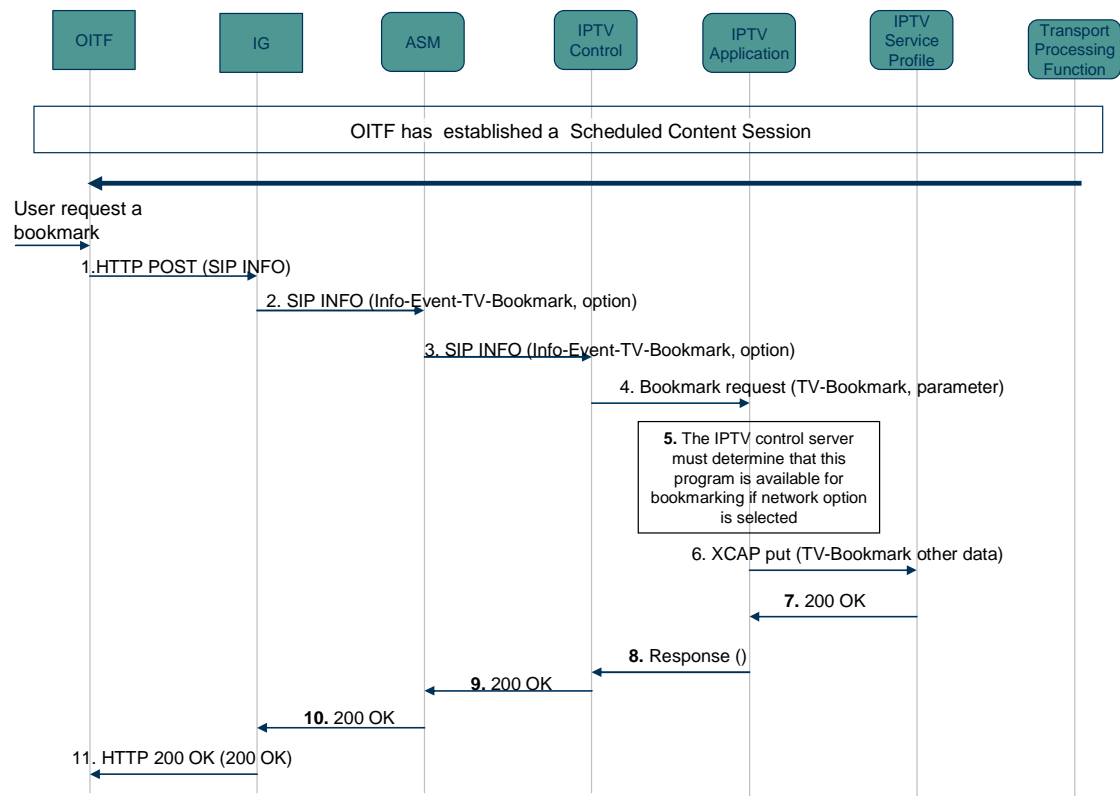 OITF
IG
ASM
IPTV
Control
IPTV
Application
IPTV
Service
Profile
Transport
Processing
Function
OITF has established a Scheduled Content Session
User request a
bookmark
1.HTTP POST (SIP INFO)
2. SIP INFO (Info-Event-TV-Bookmark, option)
3. SIP INFO (Info-Event-TV-Bookmark, option)
4. Bookmark request (TV-Bookmark, parameter)
5. The IPTV control server
must determine that this
program is available for
bookmarking if network option
is selected
6. XCAP put (TV-Bookmark other data)
7. 200 OK
8. Response ()
9. 200 OK
10. 200 OK
11. HTTP 200 OK (200 OK)